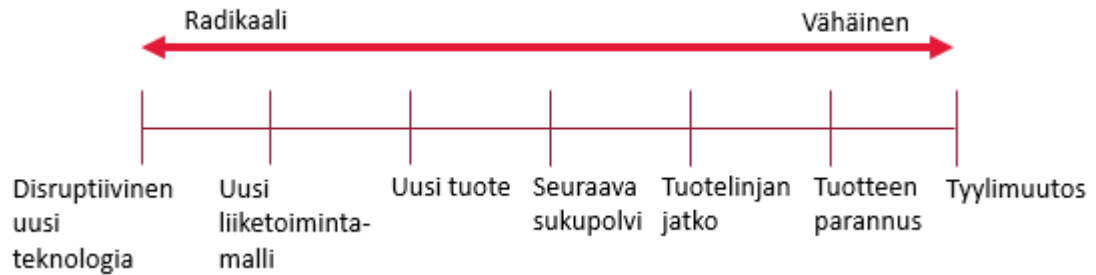 Radikaali
Vähäinen
Disruptiivinen
uusi
teknologia
Uusi
liiketoiminta-
malli
Uusi tuote
Seuraava
sukupolvi
Tuotelinjan
jatko
Tuotteen
parannus
Tyylimuutos